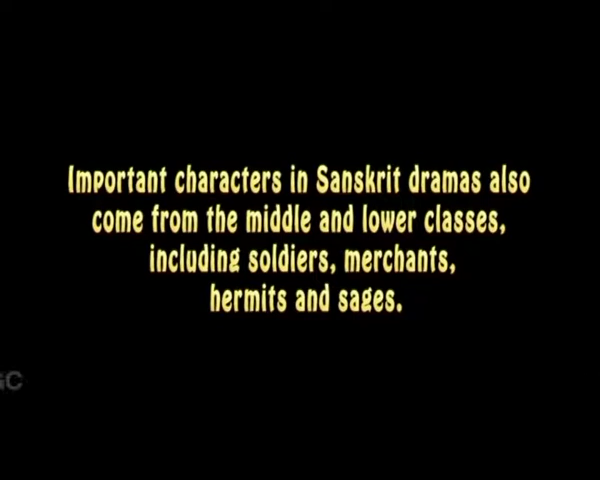 Important characters in Sanskrit dramas also
come from the middle and lower classes,
including soldiers, merchants,
hermits and sages.
GC